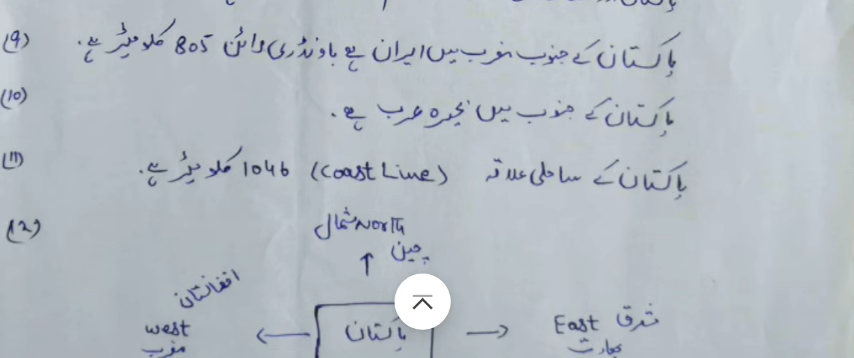 (9) پاکستان کے جنوب مغرب میں ایران ہے باونڈری لائن 805 کلومیٹر ہے.
(10) پاکستان کے جنوب میں بحیرہ عرب ہے.
(11) پاکستان کے ساحلی علاقہ (Coast Line) 1046 کلومیٹر ہے.
(12)
شمال North
چین
افغانستان
west
مغرب
پاکستان
East مشرق
بھارت